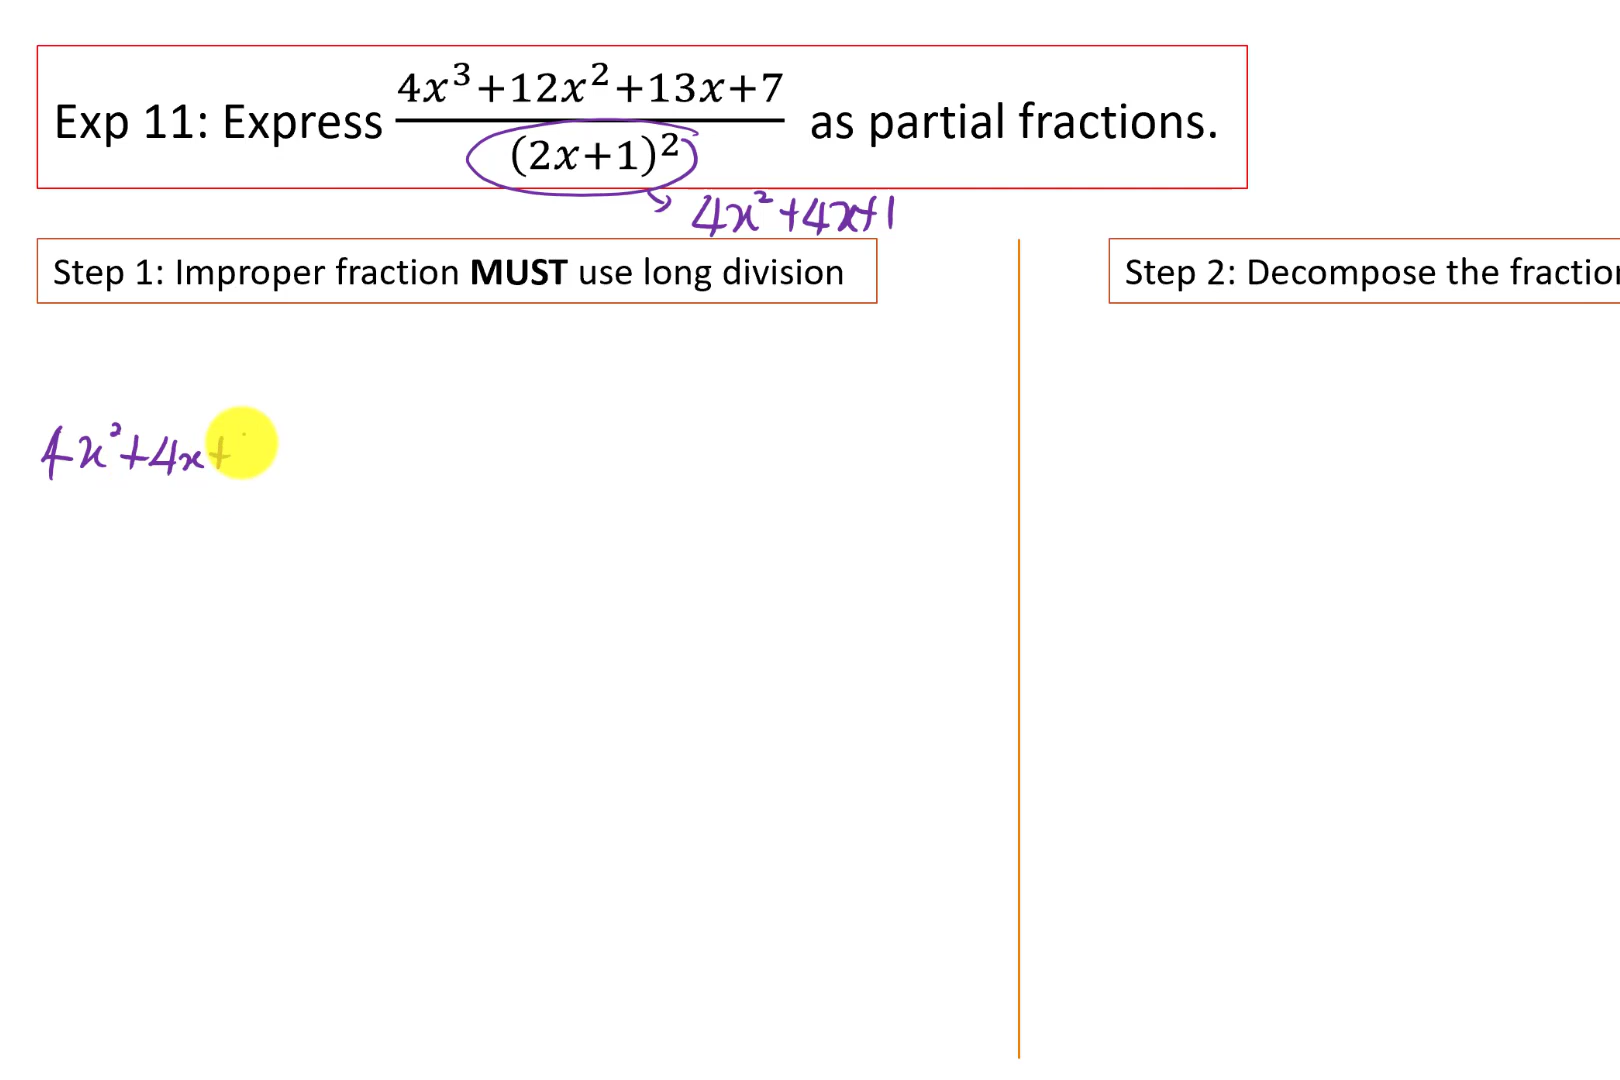 Exp 11: Express 4x³+12x²+13x+7 / (2x+1)² as partial fractions.
4x²+4x+1
Step 1: Improper fraction MUST use long division
Step 2: Decompose the fraction
4x²+4x+